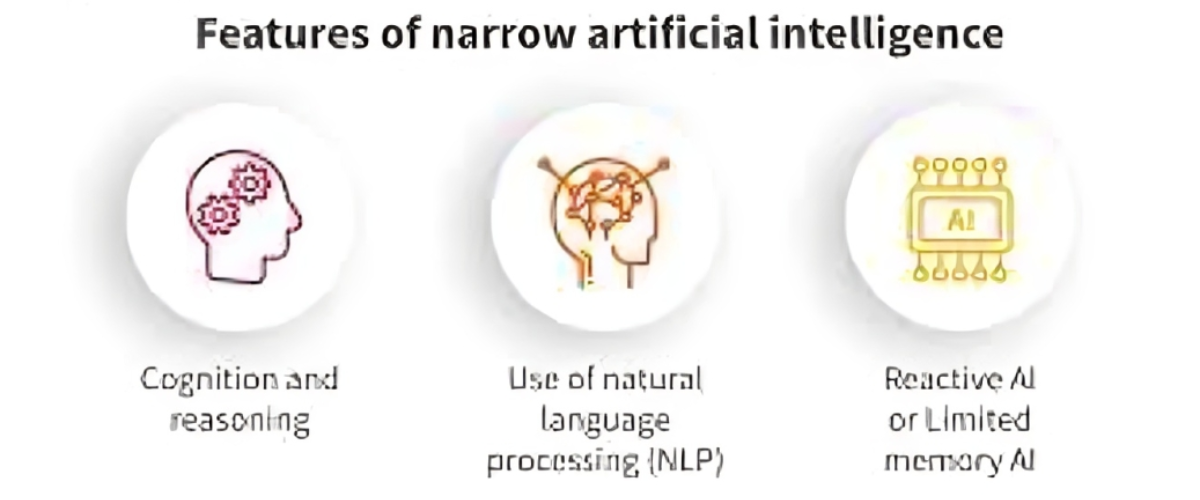 Features of narrow artificial intelligence
AI
Cognition and
reasoning
Use of natural
language
processing (NLP)
Reactive AI
or Limited
memory AI